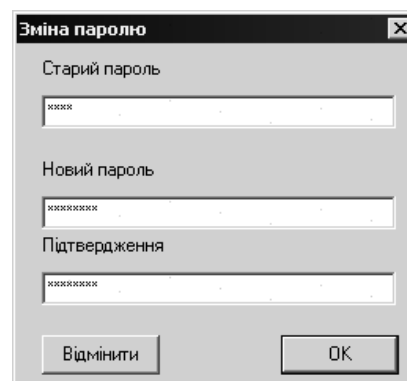 Зміна паролю
Старий пароль
××××
Новий пароль
××××××××
Підтвердження
××××××××
Відмінити OK